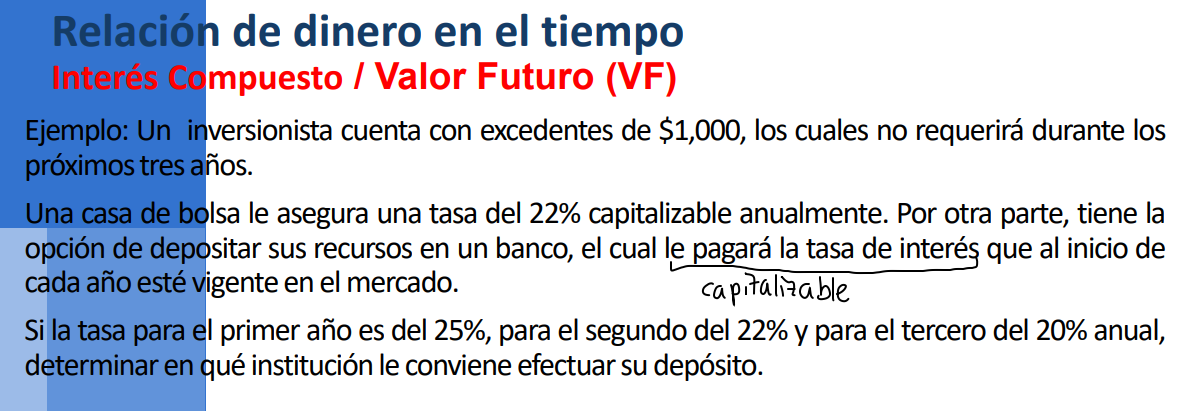 Relación de dinero en el tiempo
Interés Compuesto / Valor Futuro (VF)
Ejemplo: Un inversionista cuenta con excedentes de $1,000, los cuales no requerirá durante los
próximos tres años.
Una casa de bolsa le asegura una tasa del 22% capitalizable anualmente. Por otra parte, tiene la
opción de depositar sus recursos en un banco, el cual le pagará la tasa de interés que al inicio de
cada año esté vigente en el mercado.
capitalizable
Si la tasa para el primer año es del 25%, para el segundo del 22% y para el tercero del 20% anual,
determinar en qué institución le conviene efectuar su depósito.